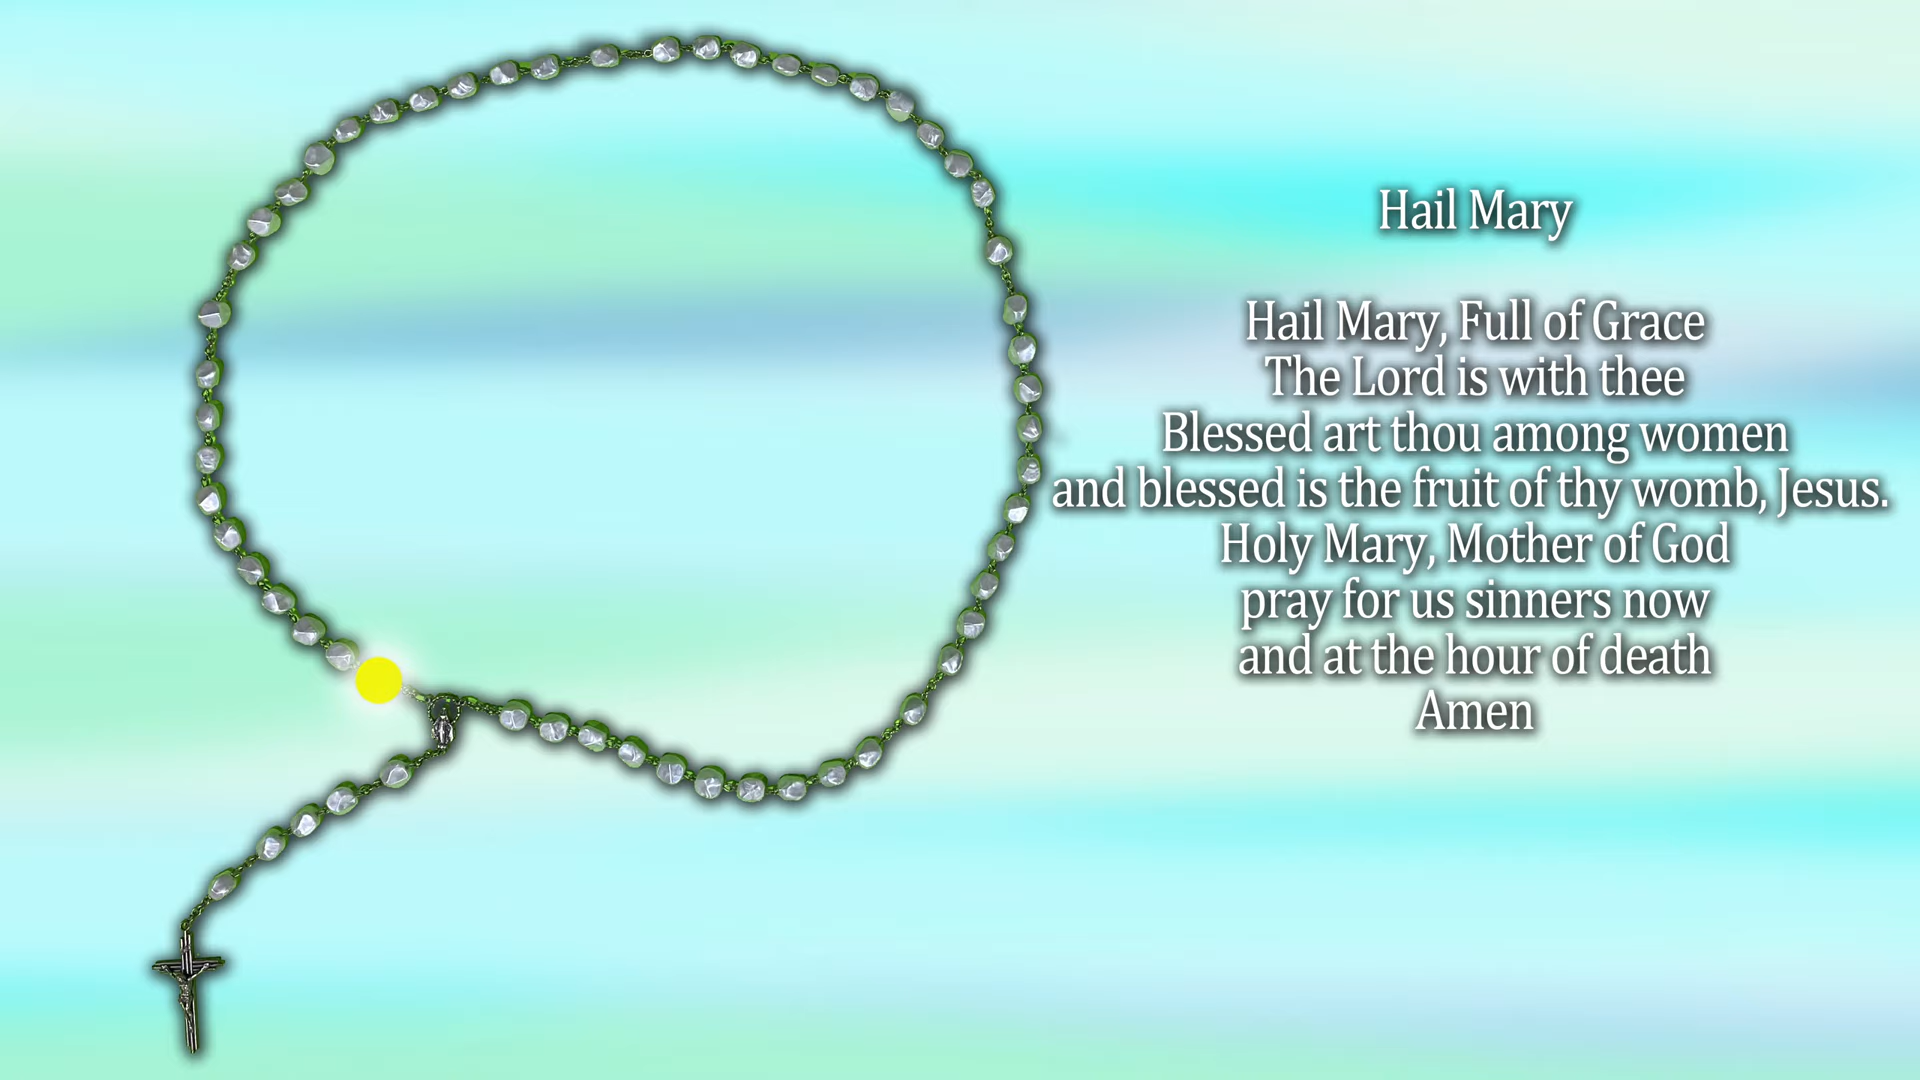 Hail Mary
Hail Mary, Full of Grace
The Lord is with thee
Blessed art thou among women
and blessed is the fruit of thy womb, Jesus.
Holy Mary, Mother of God
pray for us sinners now
and at the hour of death
Amen